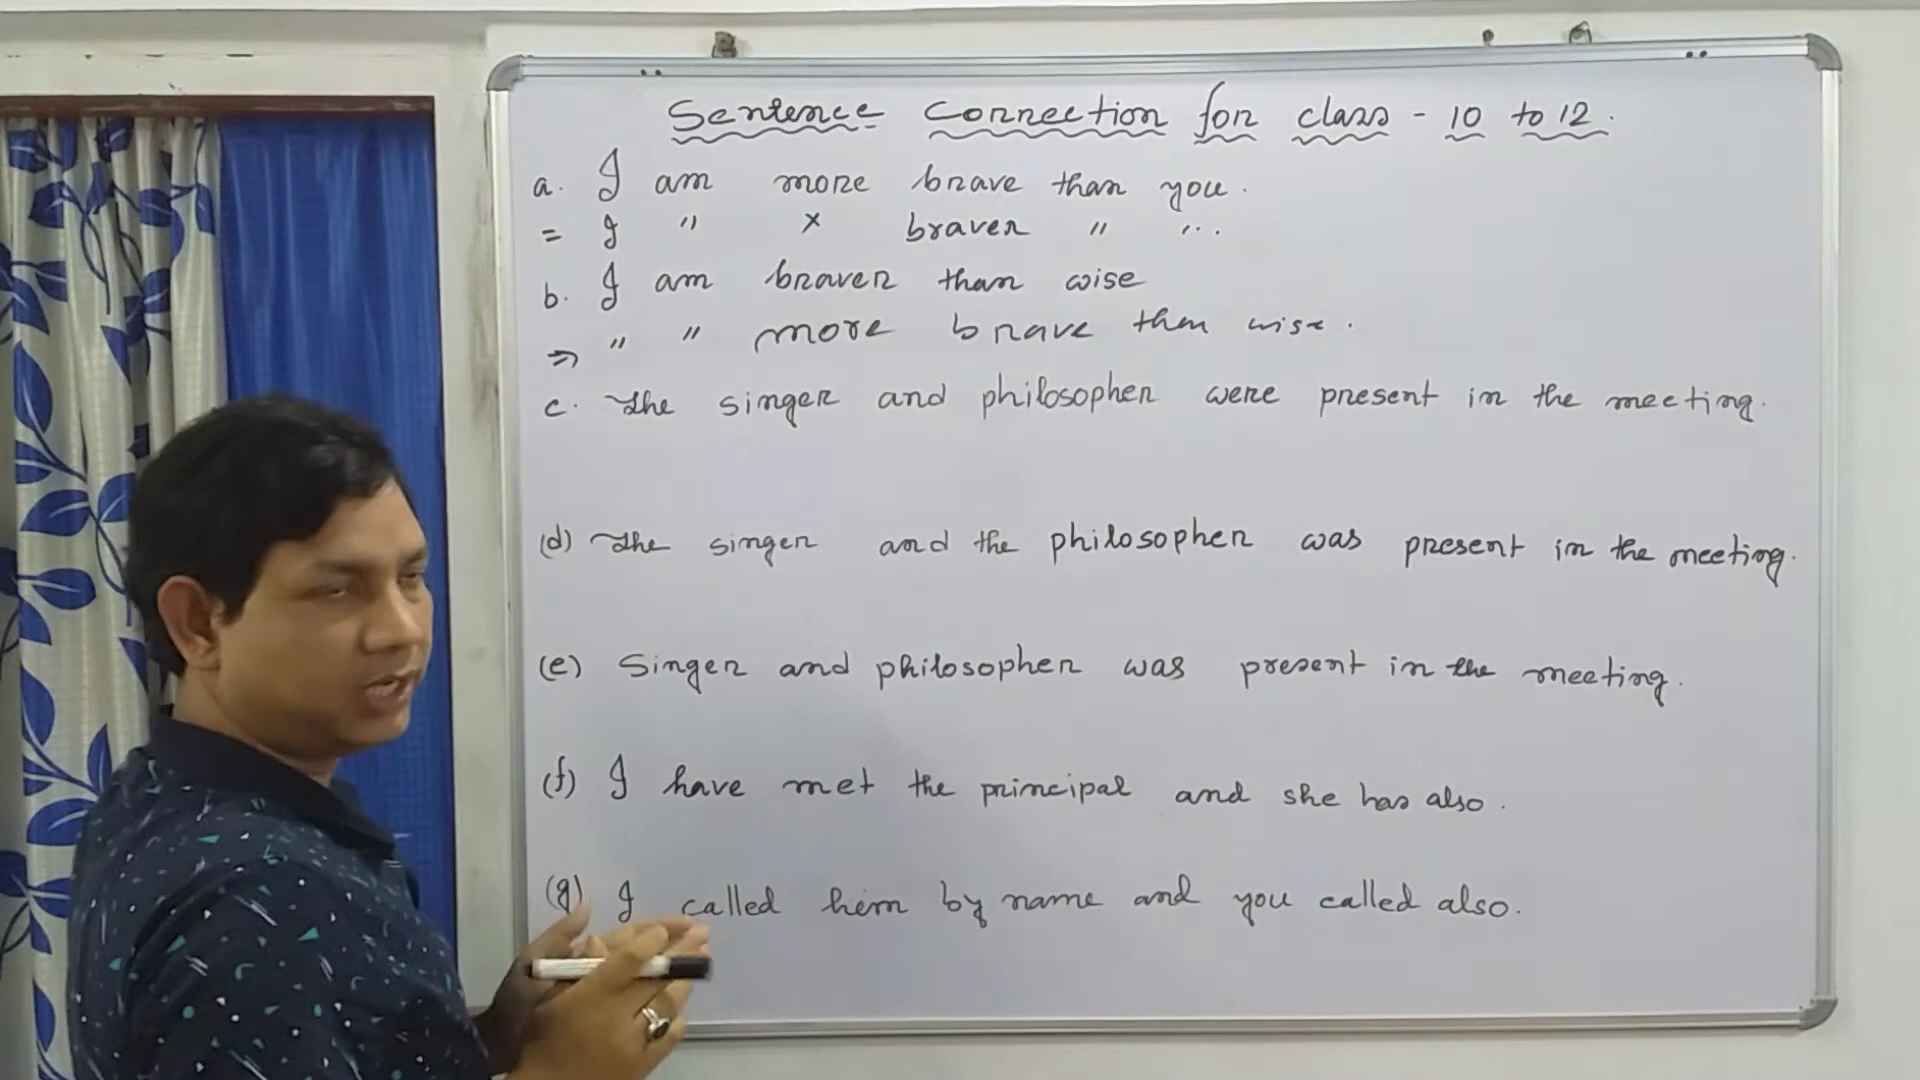 Sentence Connection for class - 10 to 12.
a. I am more brave than you.
= I " x braver " "..
b. I am braver than wise
⇒ " " more brave then wise.
c. The singer and philosopher were present in the meeting.
(d) The singer and the philosopher was present in the meeting.
(e) Singer and philosopher was present in the meeting.
(f) I have met the principal and she has also.
(g) I called him by name and you called also.